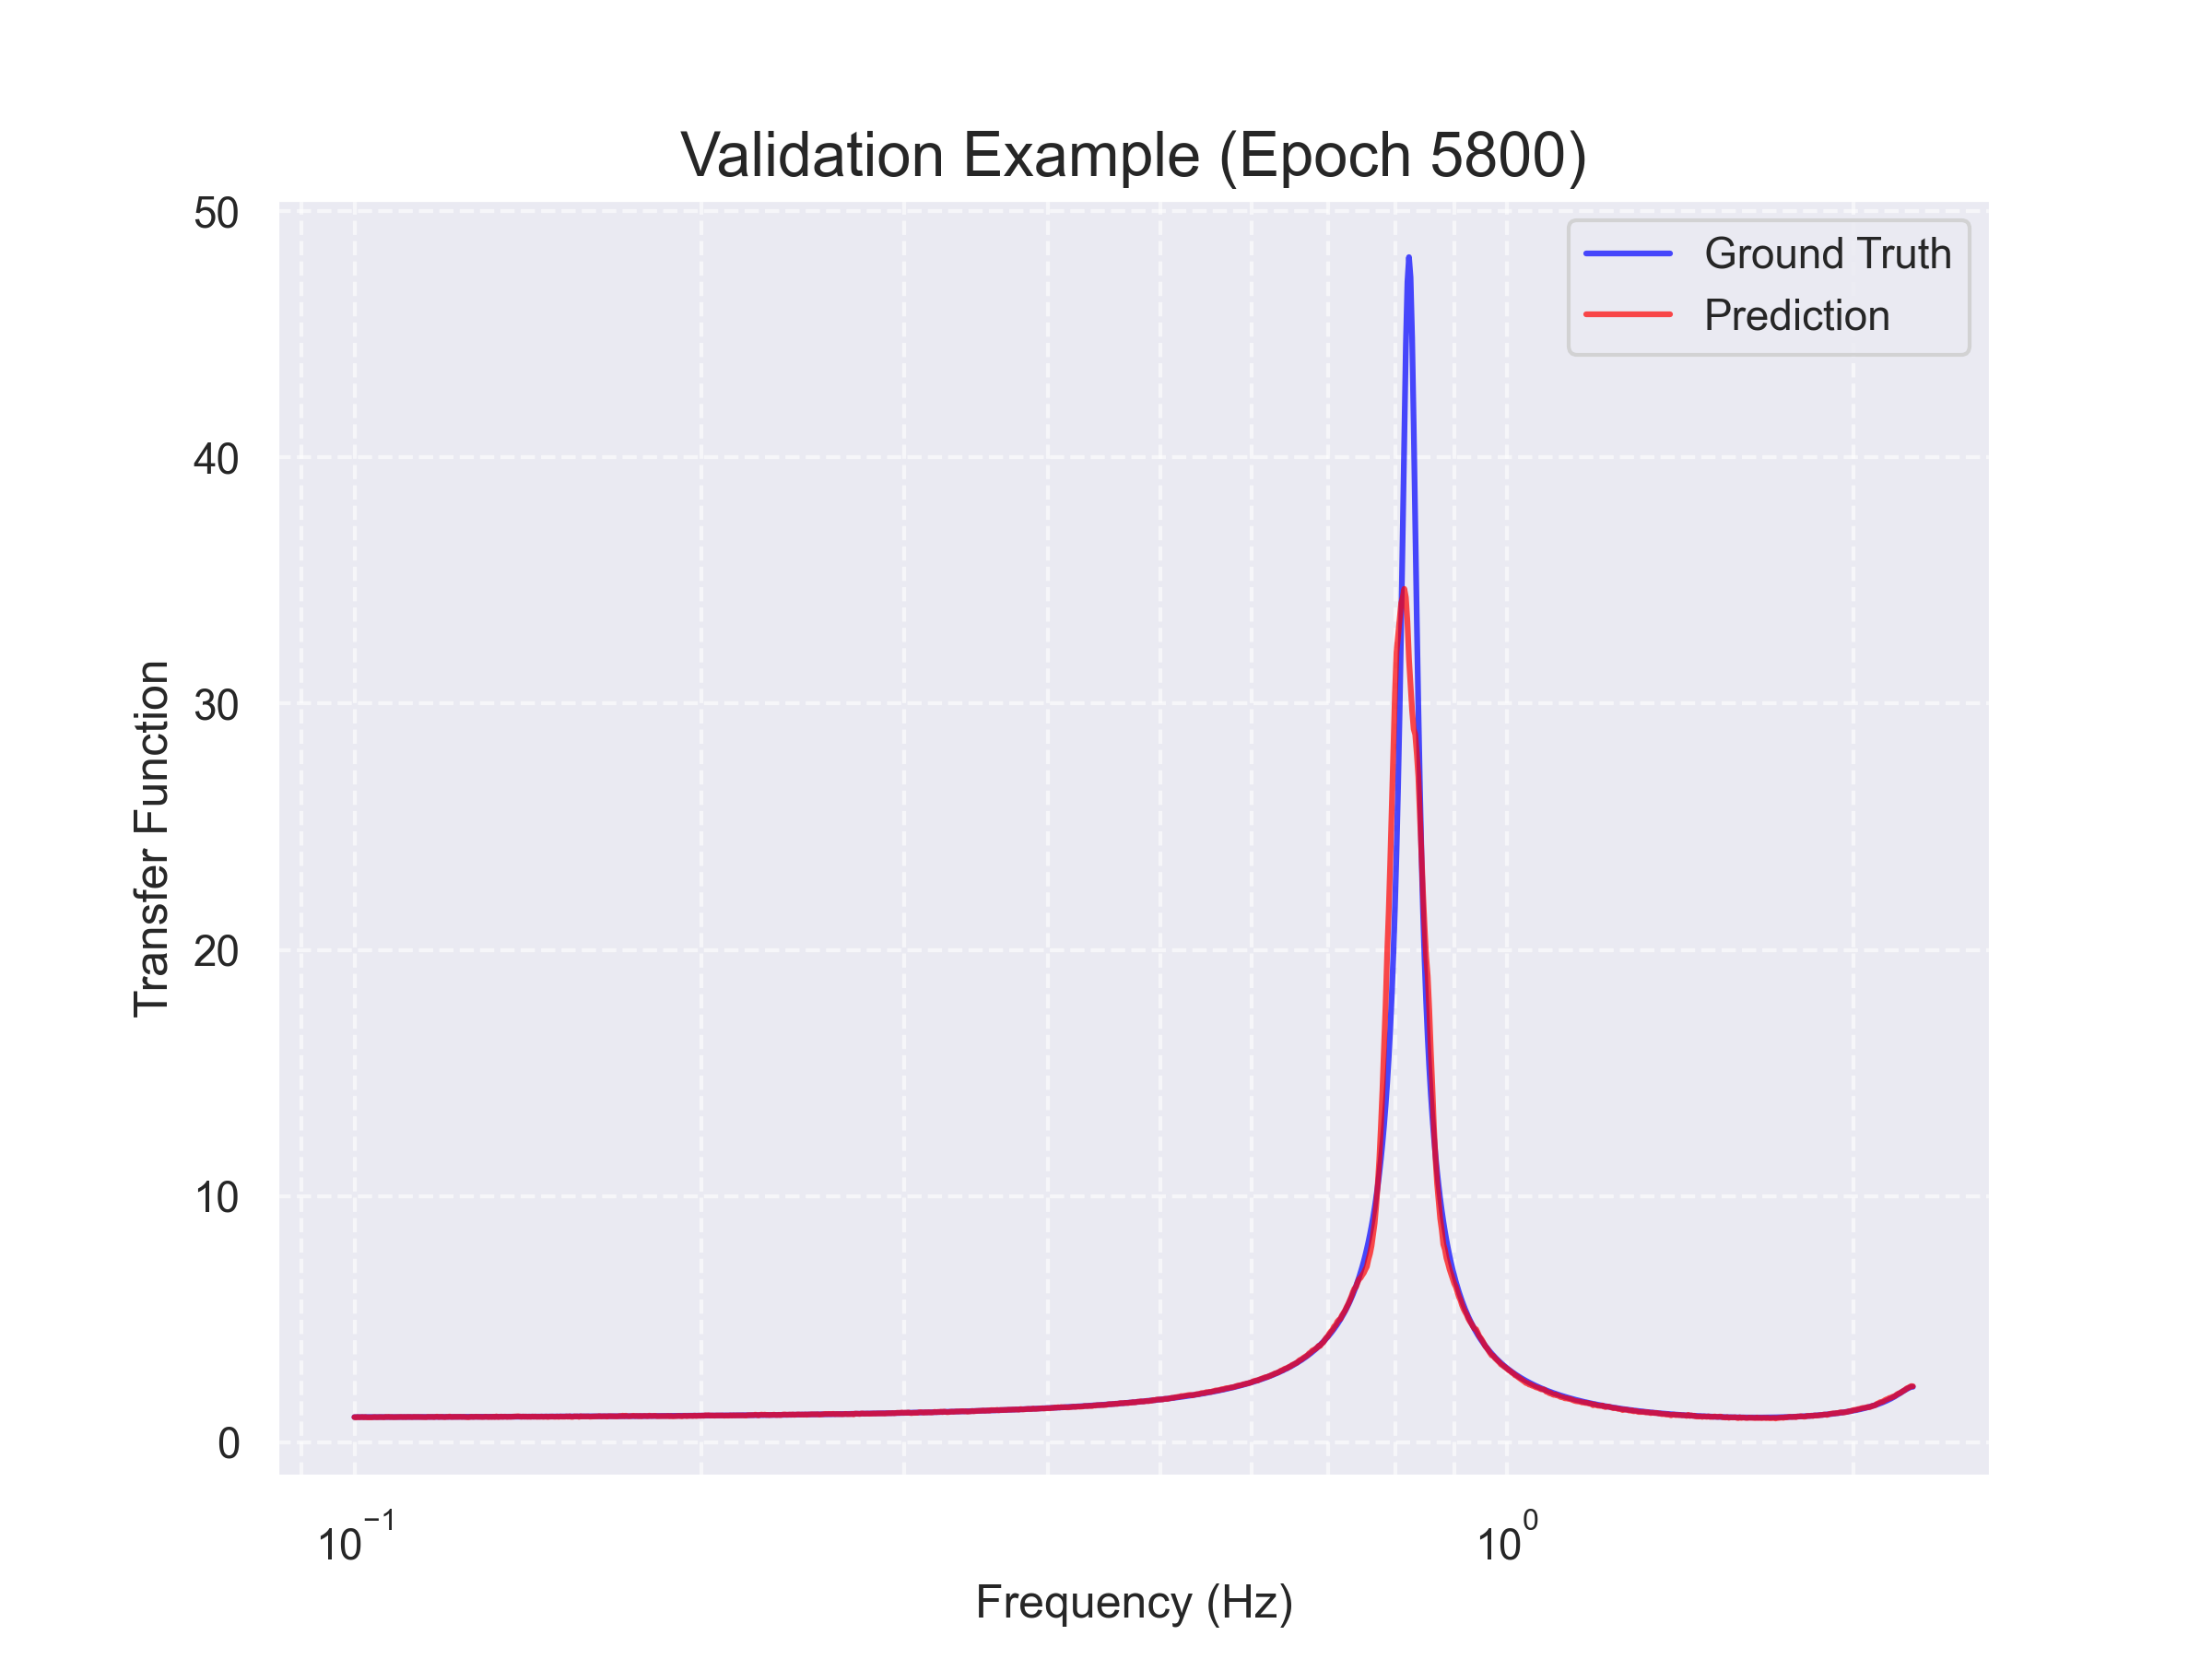 Validation Example (Epoch 5800)
Ground Truth
Prediction
Transfer Function
50
40
30
20
10
0
10⁻¹
10⁰
Frequency (Hz)